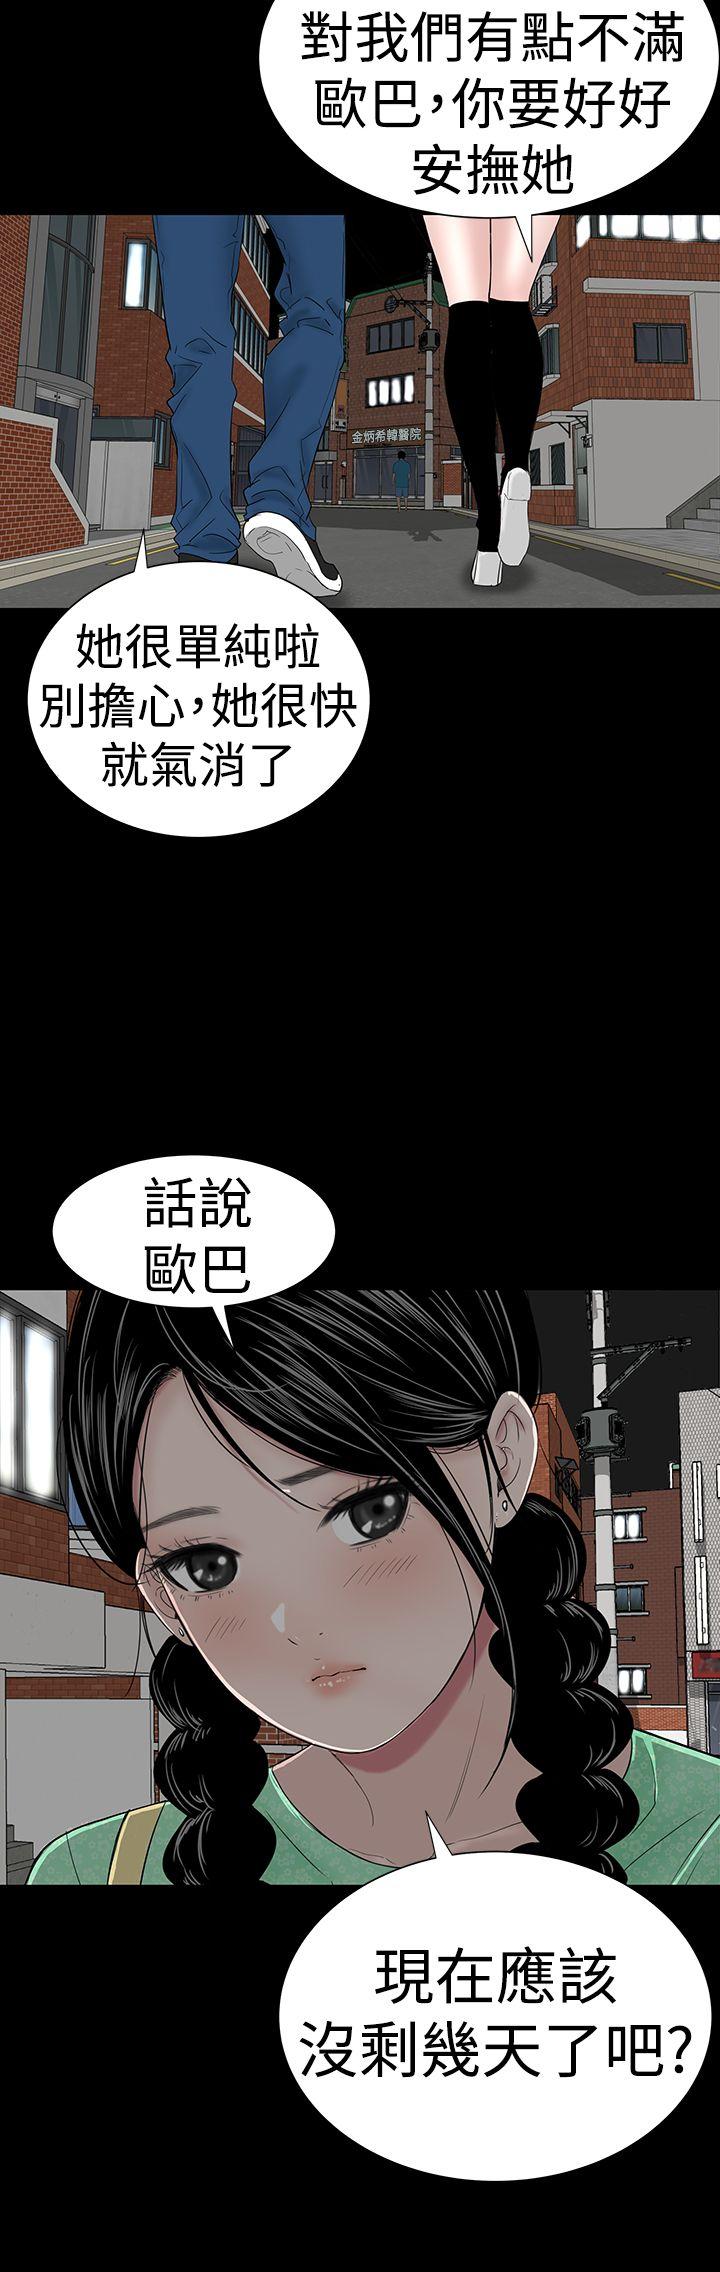 對我們有點不滿
歐巴,你要好好
安撫她
金炳希韓醫院
她很單純啦
別擔心,她很快
就氣消了
話說
歐巴
現在應該
沒剩幾天了吧?